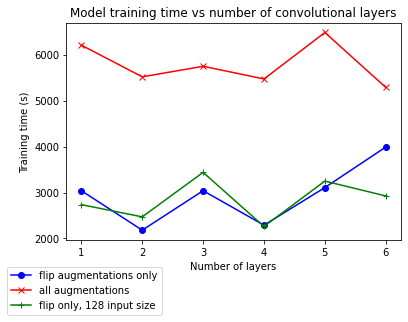 Model training time vs number of convolutional layers
Training time (s)
6000
5000
4000
3000
2000
1 2 3 4 5 6
Number of layers
flip augmentations only
all augmentations
flip only, 128 input size